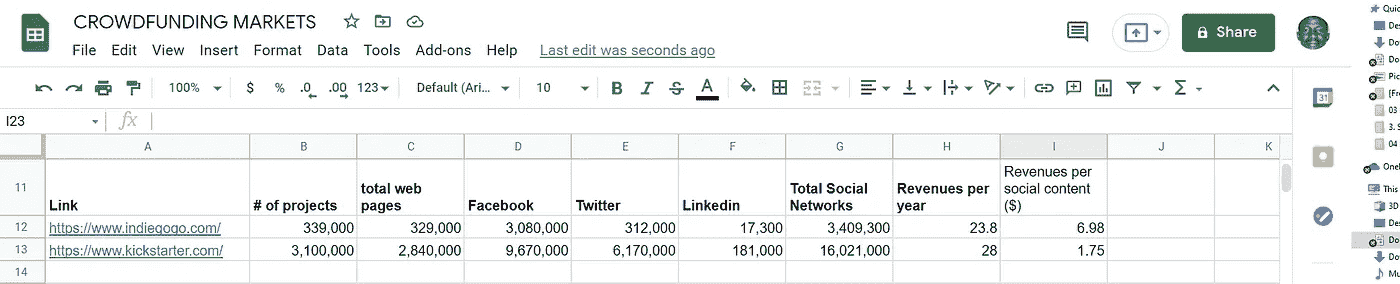 CROWDFUNDING MARKETS
File Edit View Insert Format Data Tools Add-ons Help Last edit was seconds ago
Share
100% $ % .0 .00 123 Default (Ari... 10 B I S A
I23 fx
A B C D E F G H I J K
11 Link # of projects total web pages Facebook Twitter Linkedin Total Social Networks Revenues per year Revenues per social content ($)
12 https://www.indiegogo.com/ 339,000 329,000 3,080,000 312,000 17,300 3,409,300 23.8 6.98
13 https://www.kickstarter.com/ 3,100,000 2,840,000 9,670,000 6,170,000 181,000 16,021,000 28 1.75
14
31
Quic
Des
Do
Do
Pic
[Fre
03
3. S
04
OneI
This
3D
Des
Do
Do
Mu